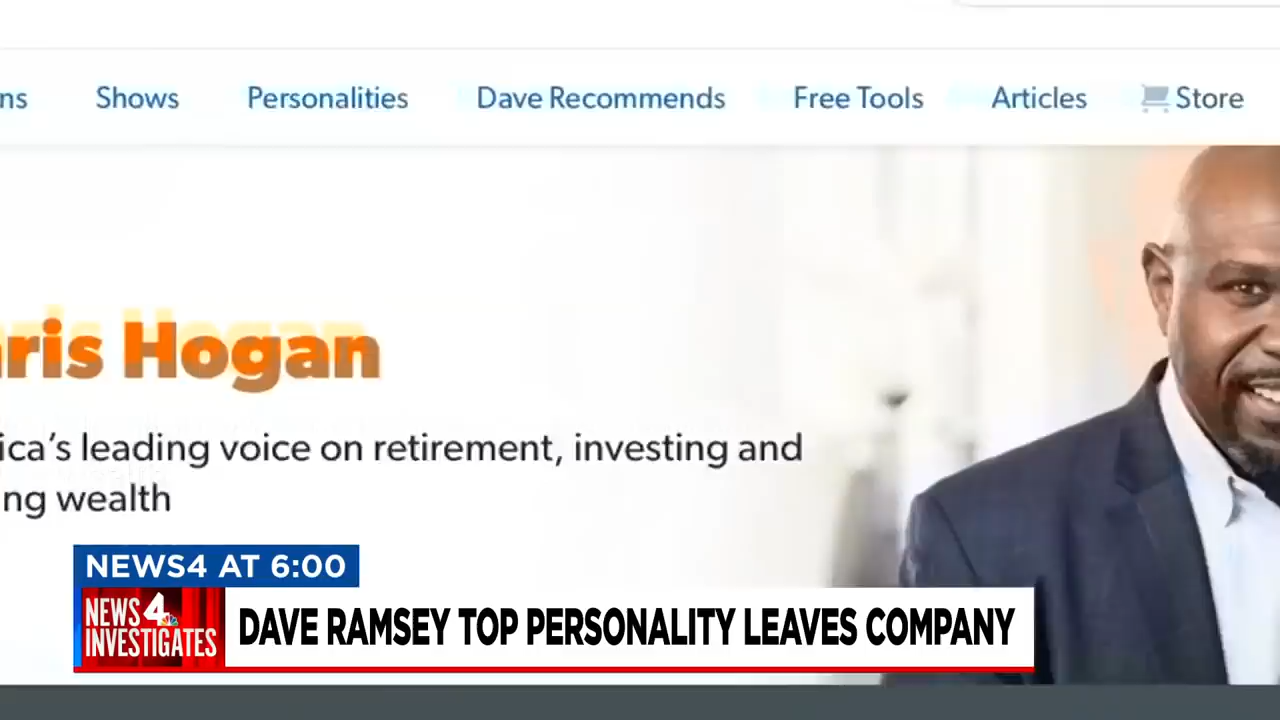 ns Shows Personalities Dave Recommends Free Tools Articles Store
ris Hogan
ica's leading voice on retirement, investing and
ng wealth
NEWS4 AT 6:00
NEWS 4
INVESTIGATES
DAVE RAMSEY TOP PERSONALITY LEAVES COMPANY